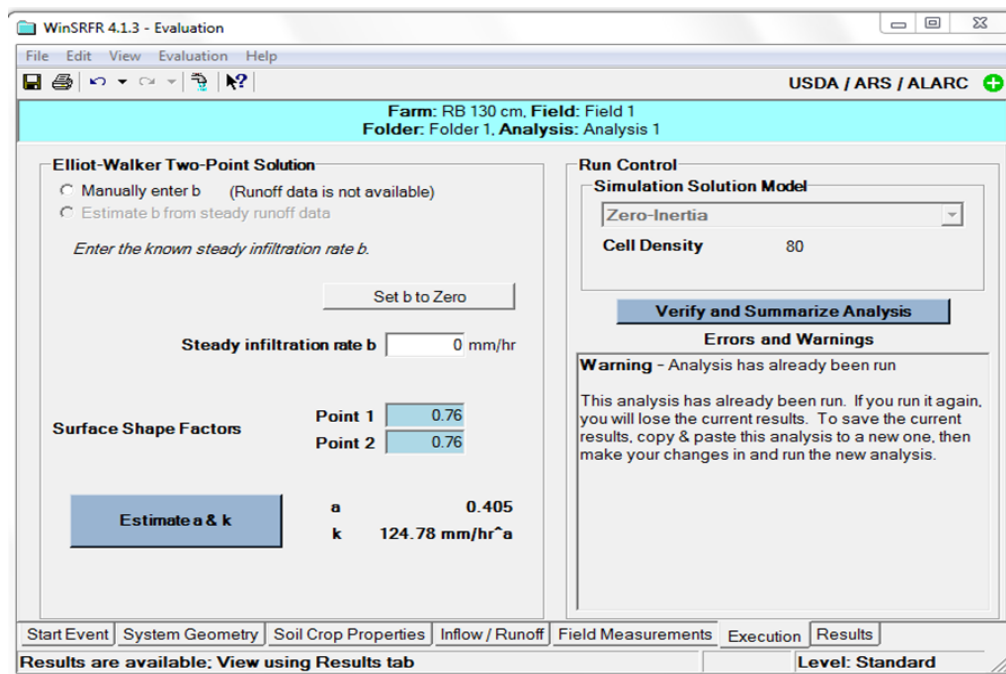 WinSRFR 4.1.3 - Evaluation
File Edit View Evaluation Help
USDA / ARS / ALARC
Farm: RB 130 cm, Field: Field 1
Folder: Folder 1, Analysis: Analysis 1
Elliot-Walker Two-Point Solution
Manually enter b (Runoff data is not available)
Estimate b from steady runoff data
Enter the known steady infiltration rate b.
Set b to Zero
Steady infiltration rate b 0 mm/hr
Surface Shape Factors
Point 1 0.76
Point 2 0.76
Estimate a & k
a 0.405
k 124.78 mm/hr^a
Run Control
Simulation Solution Model
Zero-Inertia
Cell Density 80
Verify and Summarize Analysis
Errors and Warnings
Warning - Analysis has already been run
This analysis has already been run. If you run it again,
you will lose the current results. To save the current
results, copy & paste this analysis to a new one, then
make your changes in and run the new analysis.
Start Event System Geometry Soil Crop Properties Inflow / Runoff Field Measurements Execution Results
Results are available; View using Results tab Level: Standard